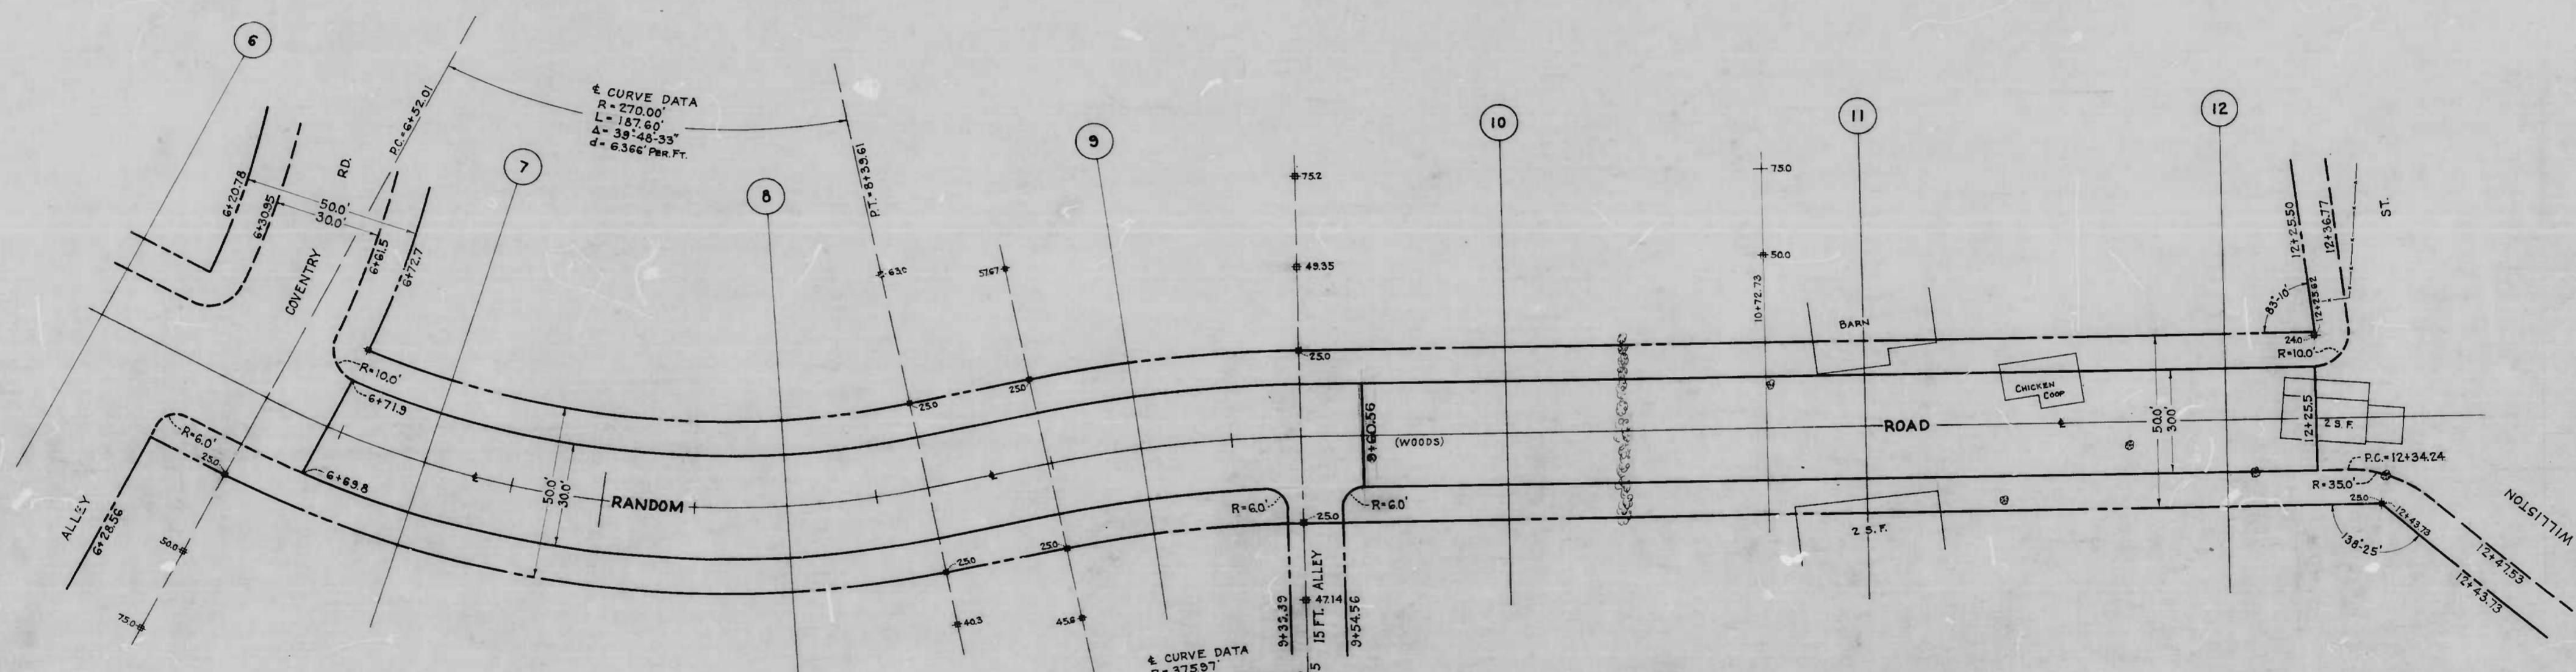 6
7
8
9
10
11
12
℄ CURVE DATA
R=270.00'
L=187.60'
Δ=39°-48'-33"
d=6.366' PER. FT.
P.C.=6+52.01
P.T.=8+39.61
COVENTRY RD.
6+20.78
6+30.95
50.0'
30.0'
6+61.5
6+72.7
R=10.0'
6+71.9
R=6.0'
25.0
6+69.8
ALLEY
6+28.56
50.0
75.0
50.0'
30.0'
℄
RANDOM
℄
63.0
57.67
25.0
25.0
25.0
25.0
40.3
45.6
75.2
49.35
25.0
R=6.0'
R=6.0'
25.0
9+60.56
(WOODS)
9+39.39
47.14
15 FT. ALLEY
9+54.56
℄ CURVE DATA
R=375.97'
75.0
50.0
10+72.73
BARN
CHICKEN
COOP
ROAD
℄
2 S.F.
50.0'
30.0'
12+25.50
12+36.77
ST.
83°-10'
12+25.62
24.0
R=10.0'
12+25.5
2 S.F.
P.C.=12+34.24
R=35.0'
25.0
12+43.73
138°-25'
WILLISTON
12+47.53
12+43.73